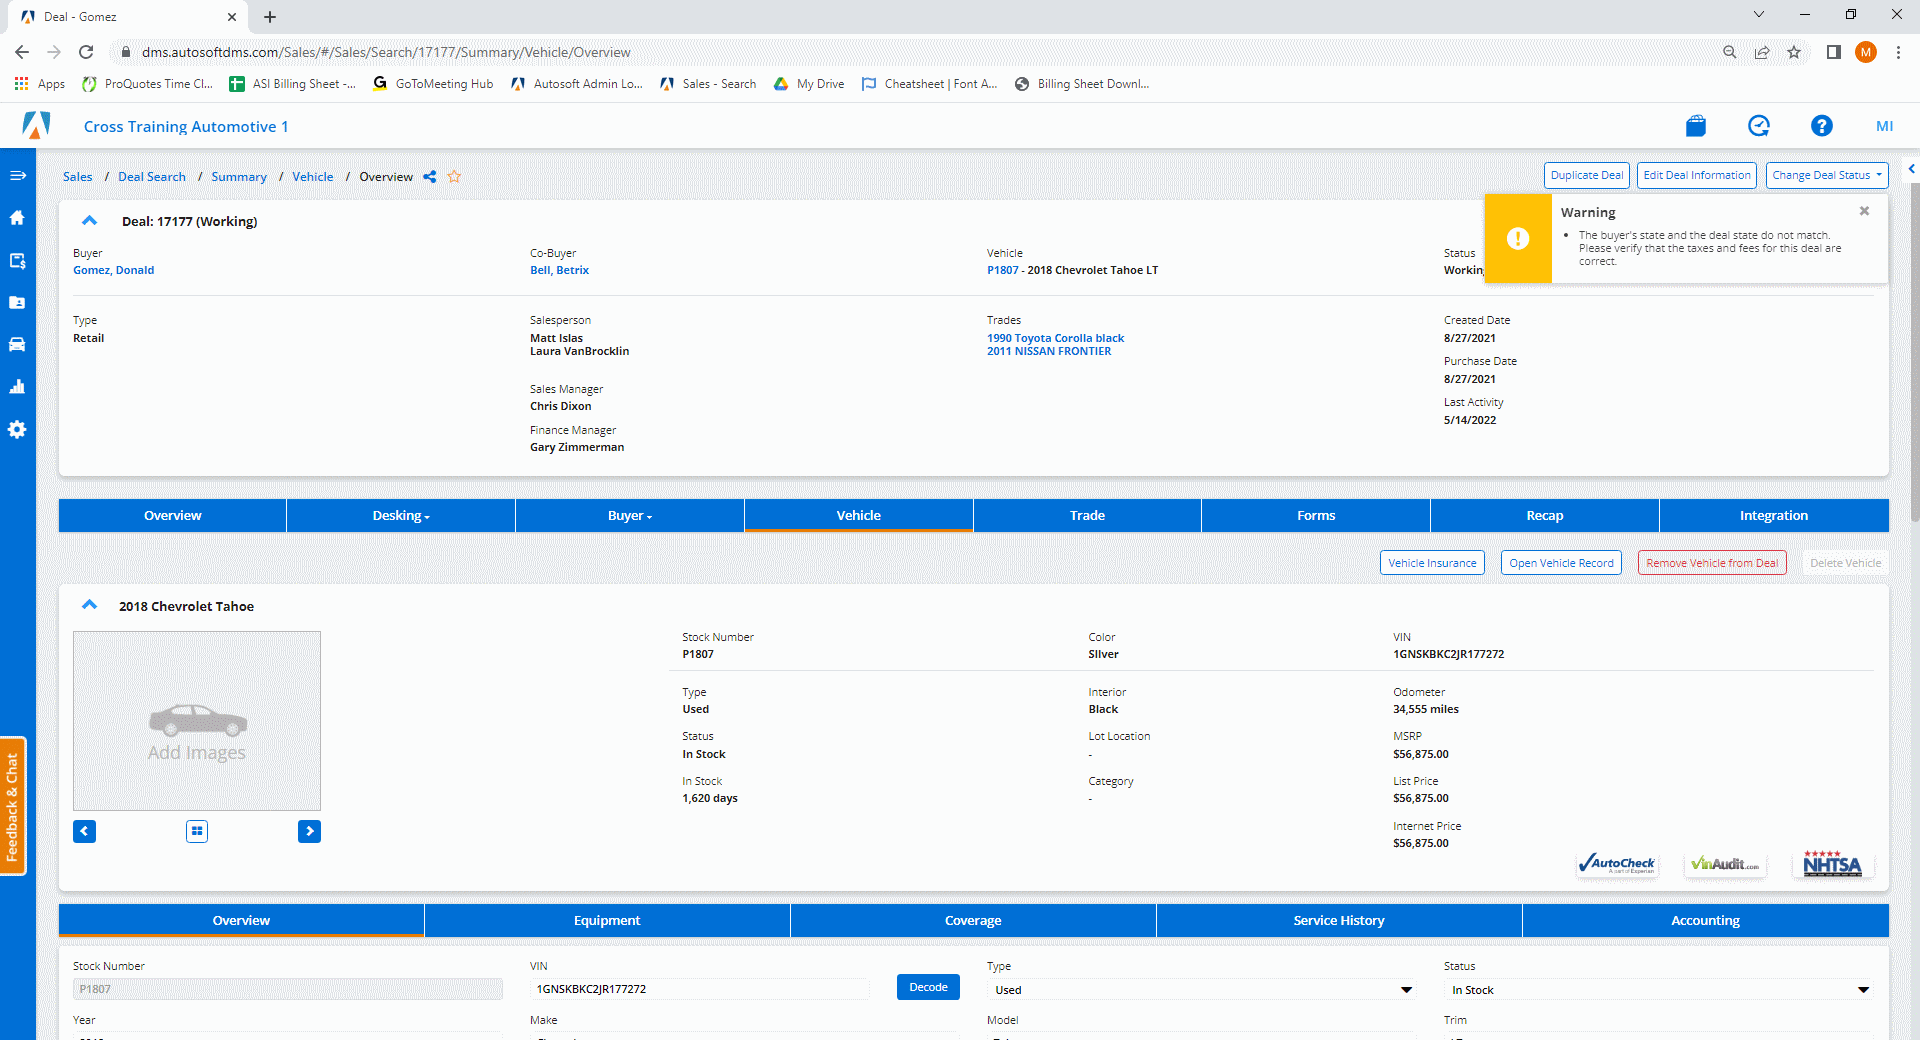 Deal - Gomez
dms.autosoftdms.com/Sales/#/Sales/Search/17177/Summary/Vehicle/Overview
M
Apps ProQuotes Time Cl... ASI Billing Sheet -... GoToMeeting Hub Autosoft Admin Lo... Sales - Search My Drive Cheatsheet | Font A... Billing Sheet Downl...
Cross Training Automotive 1
MI
Sales / Deal Search / Summary / Vehicle / Overview
Duplicate Deal Edit Deal Information Change Deal Status
Warning
The buyer's state and the deal state do not match.
Please verify that the taxes and fees for this deal are
correct.
Deal: 17177 (Working)
Buyer Co-Buyer Vehicle Status
Gomez, Donald Bell, Betrix P1807 - 2018 Chevrolet Tahoe LT
Type Salesperson Trades Created Date
Retail Matt Islas 1990 Toyota Corolla black 8/27/2021
Laura VanBrocklin 2011 NISSAN FRONTIER
Purchase Date
8/27/2021
Sales Manager
Chris Dixon
Last Activity
5/14/2022
Finance Manager
Gary Zimmerman
Overview Desking Buyer Vehicle Trade Forms Recap Integration
Vehicle Insurance Open Vehicle Record Remove Vehicle from Deal Delete Vehicle
2018 Chevrolet Tahoe
Add Images
Stock Number Color VIN
P1807 SIlver 1GNSKBKC2JR177272
Type Interior Odometer
Used Black 34,555 miles
Status Lot Location MSRP
In Stock - $56,875.00
In Stock Category List Price
1,620 days - $56,875.00
Internet Price
$56,875.00
AutoCheck
A part of Experian
VinAudit.com
NHTSA
Feedback & Chat
Overview Equipment Coverage Service History Accounting
Stock Number VIN Type Status
P1807 1GNSKBKC2JR177272 Decode Used In Stock
Year Make Model Trim